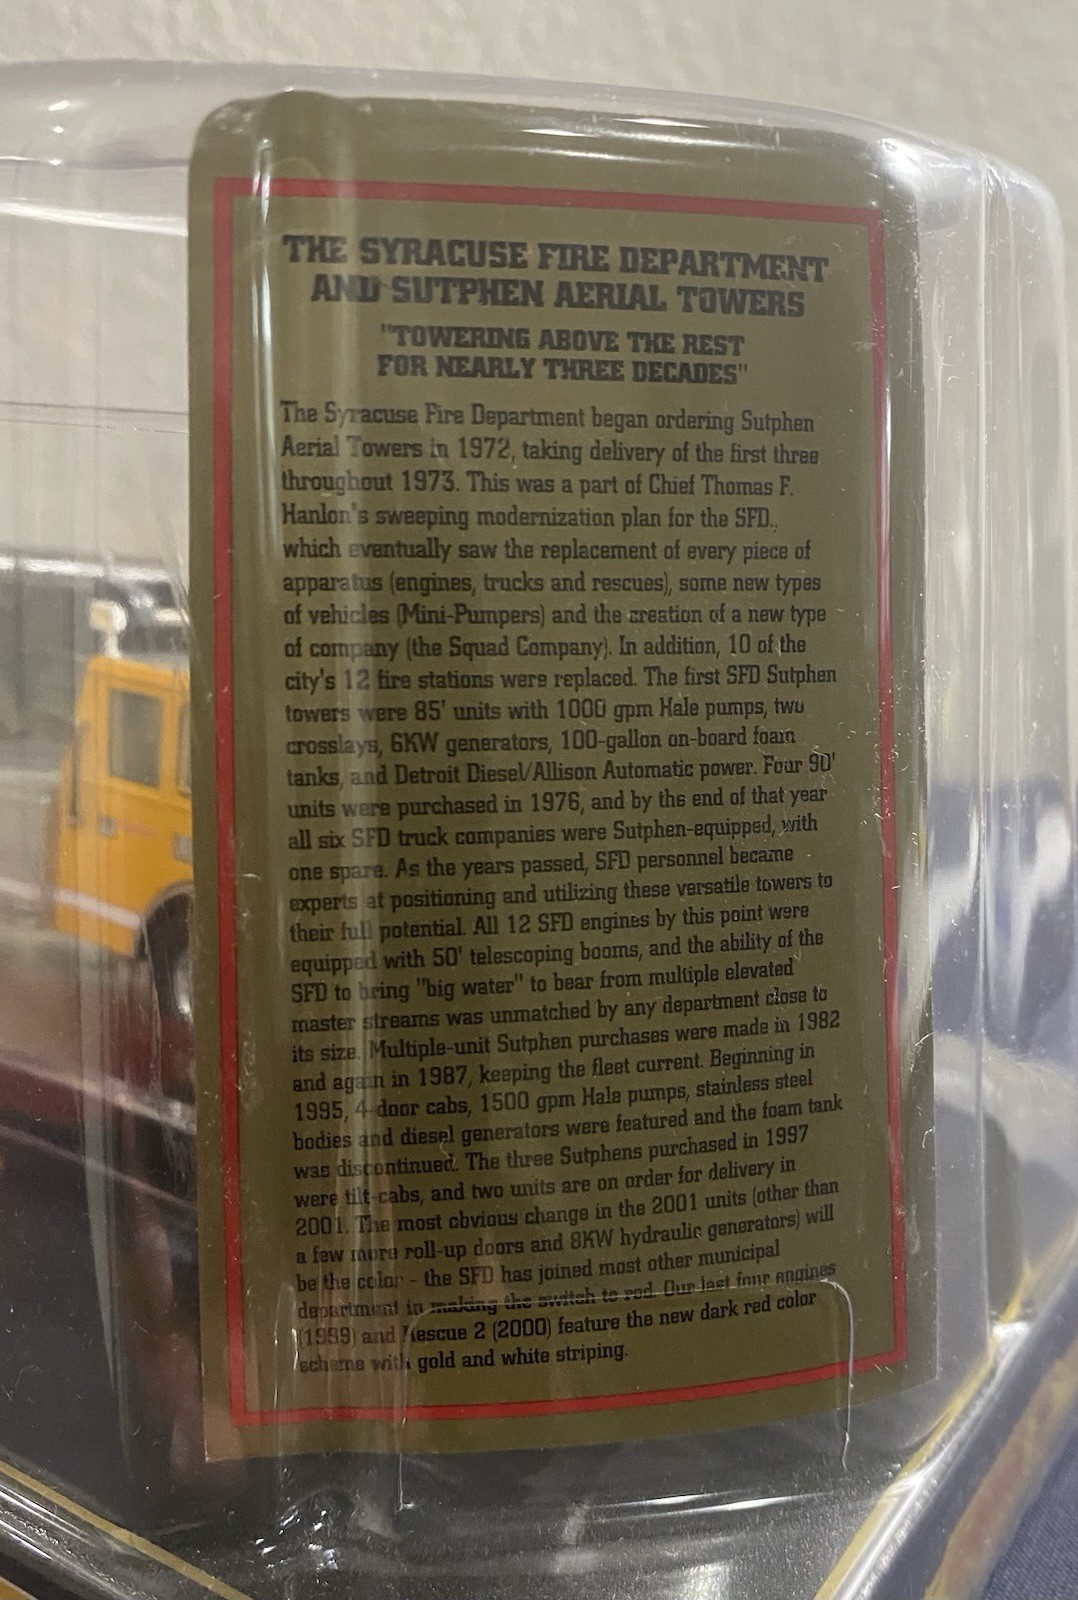 THE SYRACUSE FIRE DEPARTMENT
AND SUTPHEN AERIAL TOWERS
"TOWERING ABOVE THE REST
FOR NEARLY THREE DECADES"
The Syracuse Fire Department began ordering Sutphen
Aerial Towers in 1972, taking delivery of the first three
throughout 1973. This was a part of Chief Thomas F.
Hanlon's sweeping modernization plan for the SFD.,
which eventually saw the replacement of every piece of
apparatus (engines, trucks and rescues), some new types
of vehicles (Mini-Pumpers) and the creation of a new type
of company (the Squad Company). In addition, 10 of the
city's 12 fire stations were replaced. The first SFD Sutphen
towers were 85' units with 1000 gpm Hale pumps, two
crosslays, 6KW generators, 100-gallon on-board foam
tanks, and Detroit Diesel/Allison Automatic power. Four 90'
units were purchased in 1976, and by the end of that year
all six SFD truck companies were Sutphen-equipped, with
one spare. As the years passed, SFD personnel became
experts at positioning and utilizing these versatile towers to
their full potential. All 12 SFD engines by this point were
equipped with 50' telescoping booms, and the ability of the
SFD to bring "big water" to bear from multiple elevated
master streams was unmatched by any department close to
its size. Multiple-unit Sutphen purchases were made in 1982
and again in 1987, keeping the fleet current. Beginning in
1995, 4-door cabs, 1500 gpm Hale pumps, stainless steel
bodies and diesel generators were featured and the foam tank
was discontinued. The three Sutphens purchased in 1997
were tilt-cabs, and two units are on order for delivery in
2001. The most obvious change in the 2001 units (other than
a few more roll-up doors and 8KW hydraulic generators) will
be the color - the SFD has joined most other municipal
department in making the switch to red. Our last four engines
(1999) and Rescue 2 (2000) feature the new dark red color
scheme with gold and white striping.